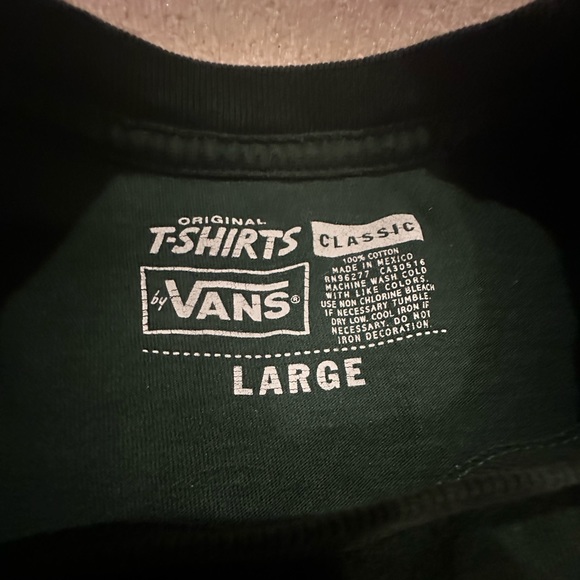 ORIGINAL
T-SHIRTS
by VANS®
CLASSIC
100% COTTON
MADE IN MEXICO
RN96277 CA30516
MACHINE WASH COLD
WITH LIKE COLORS.
USE NON CHLORINE BLEACH
IF NECESSARY TUMBLE.
DRY LOW. COOL IRON IF
NECESSARY. DO NOT
IRON DECORATION.
LARGE